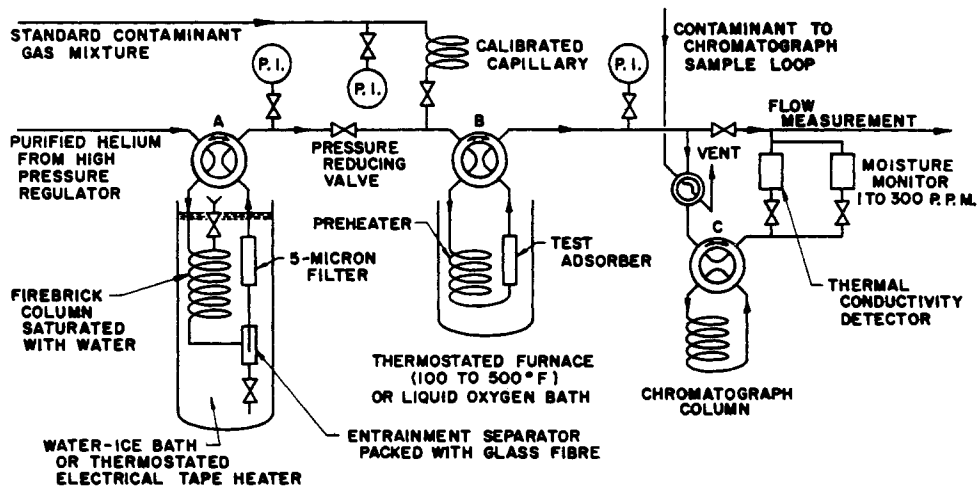 STANDARD CONTAMINANT
GAS MIXTURE
P. I.
P. I.
CALIBRATED
CAPILLARY
P. I.
CONTAMINANT TO
CHROMATOGRAPH
SAMPLE LOOP
FLOW
MEASUREMENT
A
B
PURIFIED HELIUM
FROM HIGH
PRESSURE
REGULATOR
PRESSURE
REDUCING
VALVE
VENT
MOISTURE
MONITOR
1 TO 300 P.P.M.
C
PREHEATER
5-MICRON
FILTER
TEST
ADSORBER
FIREBRICK
COLUMN
SATURATED
WITH WATER
THERMAL
CONDUCTIVITY
DETECTOR
THERMOSTATED FURNACE
(100 TO 500°F)
OR LIQUID OXYGEN BATH
CHROMATOGRAPH
COLUMN
WATER-ICE BATH
OR THERMOSTATED
ELECTRICAL TAPE HEATER
ENTRAINMENT SEPARATOR
PACKED WITH GLASS FIBRE